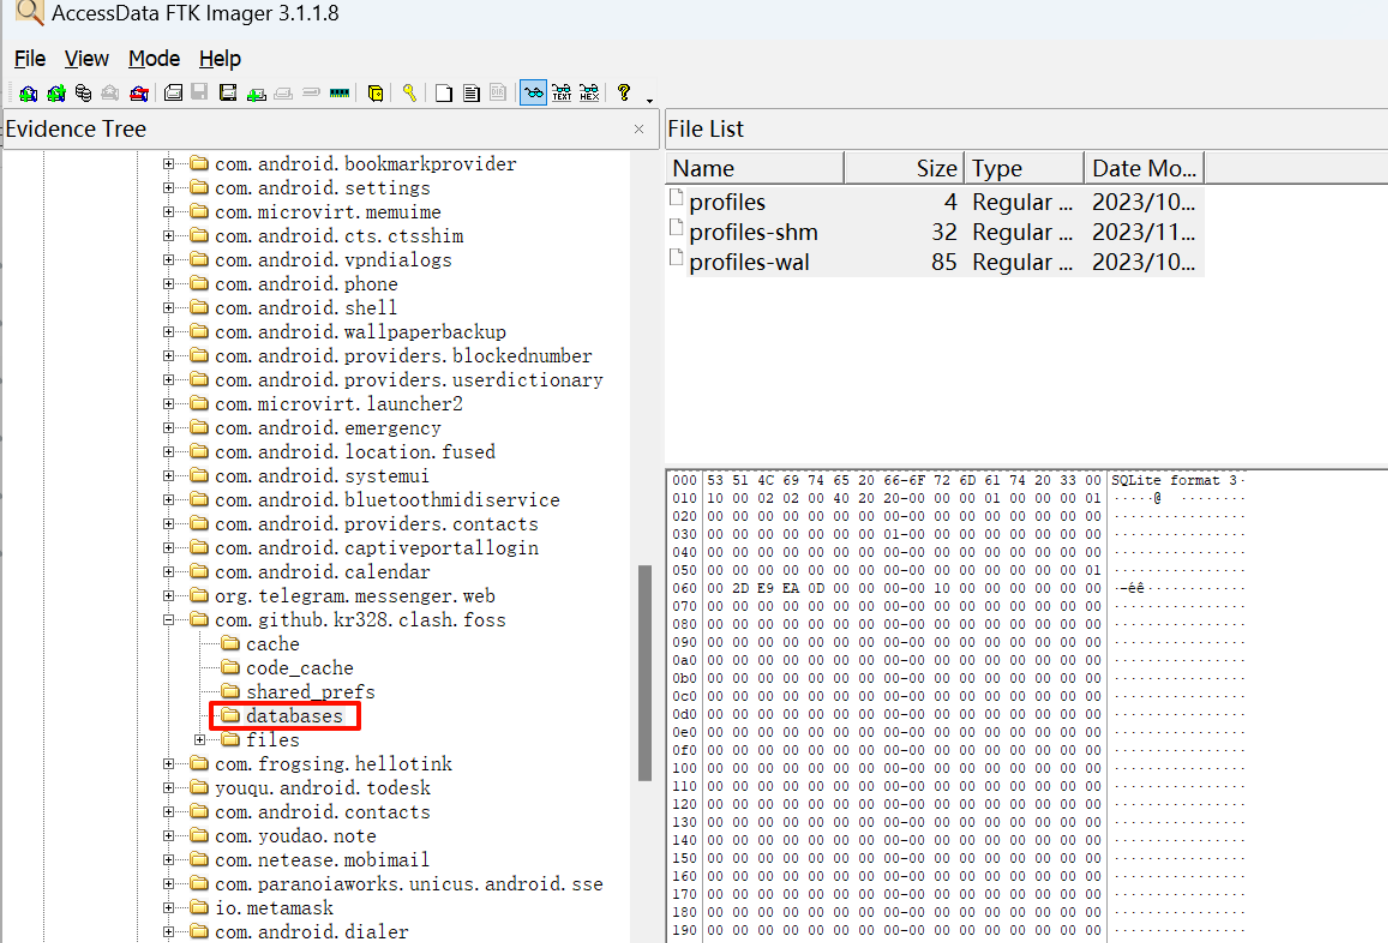 AccessData FTK Imager 3.1.1.8
File View Mode Help
Evidence Tree
com.android.bookmarkprovider
com.android.settings
com.microvirt.memuime
com.android.cts.ctsshim
com.android.vpndialogs
com.android.phone
com.android.shell
com.android.wallpaperbackup
com.android.providers.blockednumber
com.android.providers.userdictionary
com.microvirt.launcher2
com.android.emergency
com.android.location.fused
com.android.systemui
com.android.bluetoothmidiservice
com.android.providers.contacts
com.android.captiveportallogin
com.android.calendar
org.telegram.messenger.web
com.github.kr328.clash.foss
cache
code_cache
shared_prefs
databases
files
com.frogsing.hellotink
youqu.android.todesk
com.android.contacts
com.youdao.note
com.netease.mobimail
com.paranoiaworks.unicus.android.sse
io.metamask
com.android.dialer
File List
Name Size Type Date Mo...
profiles 4 Regular ... 2023/10...
profiles-shm 32 Regular ... 2023/11...
profiles-wal 85 Regular ... 2023/10...
000 53 51 4C 69 74 65 20 66-6F 72 6D 61 74 20 33 00 SQLite format 3·
010 10 00 02 02 00 40 20 20-00 00 00 01 00 00 00 01 ·····@  ········
020 00 00 00 00 00 00 00 00-00 00 00 00 00 00 00 00 ················
030 00 00 00 00 00 00 00 01-00 00 00 00 00 00 00 00 ················
040 00 00 00 00 00 00 00 00-00 00 00 00 00 00 00 00 ················
050 00 00 00 00 00 00 00 00-00 00 00 00 00 00 00 01 ················
060 00 2D E9 EA 0D 00 00 00-00 10 00 00 00 00 00 00 ·-éê············
070 00 00 00 00 00 00 00 00-00 00 00 00 00 00 00 00 ················
080 00 00 00 00 00 00 00 00-00 00 00 00 00 00 00 00 ················
090 00 00 00 00 00 00 00 00-00 00 00 00 00 00 00 00 ················
0a0 00 00 00 00 00 00 00 00-00 00 00 00 00 00 00 00 ················
0b0 00 00 00 00 00 00 00 00-00 00 00 00 00 00 00 00 ················
0c0 00 00 00 00 00 00 00 00-00 00 00 00 00 00 00 00 ················
0d0 00 00 00 00 00 00 00 00-00 00 00 00 00 00 00 00 ················
0e0 00 00 00 00 00 00 00 00-00 00 00 00 00 00 00 00 ················
0f0 00 00 00 00 00 00 00 00-00 00 00 00 00 00 00 00 ················
100 00 00 00 00 00 00 00 00-00 00 00 00 00 00 00 00 ················
110 00 00 00 00 00 00 00 00-00 00 00 00 00 00 00 00 ················
120 00 00 00 00 00 00 00 00-00 00 00 00 00 00 00 00 ················
130 00 00 00 00 00 00 00 00-00 00 00 00 00 00 00 00 ················
140 00 00 00 00 00 00 00 00-00 00 00 00 00 00 00 00 ················
150 00 00 00 00 00 00 00 00-00 00 00 00 00 00 00 00 ················
160 00 00 00 00 00 00 00 00-00 00 00 00 00 00 00 00 ················
170 00 00 00 00 00 00 00 00-00 00 00 00 00 00 00 00 ················
180 00 00 00 00 00 00 00 00-00 00 00 00 00 00 00 00 ················
190 00 00 00 00 00 00 00 00-00 00 00 00 00 00 00 00 ················